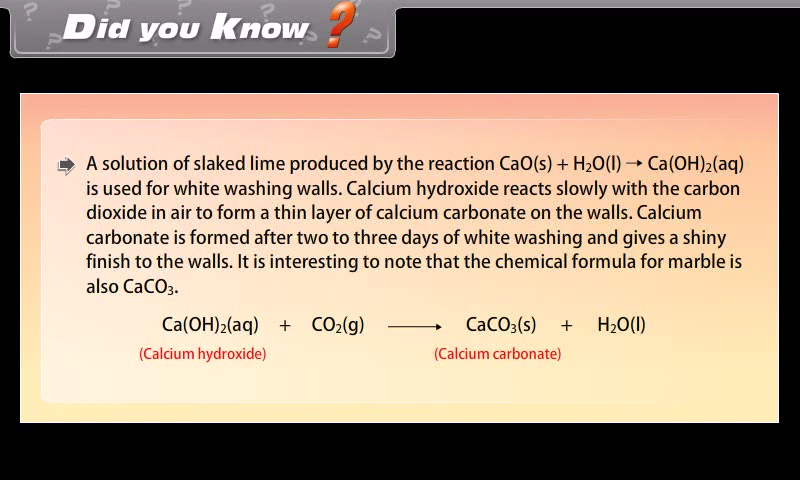 Did you Know ?
A solution of slaked lime produced by the reaction CaO(s) + H₂O(l) → Ca(OH)₂(aq)
is used for white washing walls. Calcium hydroxide reacts slowly with the carbon
dioxide in air to form a thin layer of calcium carbonate on the walls. Calcium
carbonate is formed after two to three days of white washing and gives a shiny
finish to the walls. It is interesting to note that the chemical formula for marble is
also CaCO₃.
Ca(OH)₂(aq) + CO₂(g) ⟶ CaCO₃(s) + H₂O(l)
(Calcium hydroxide) (Calcium carbonate)